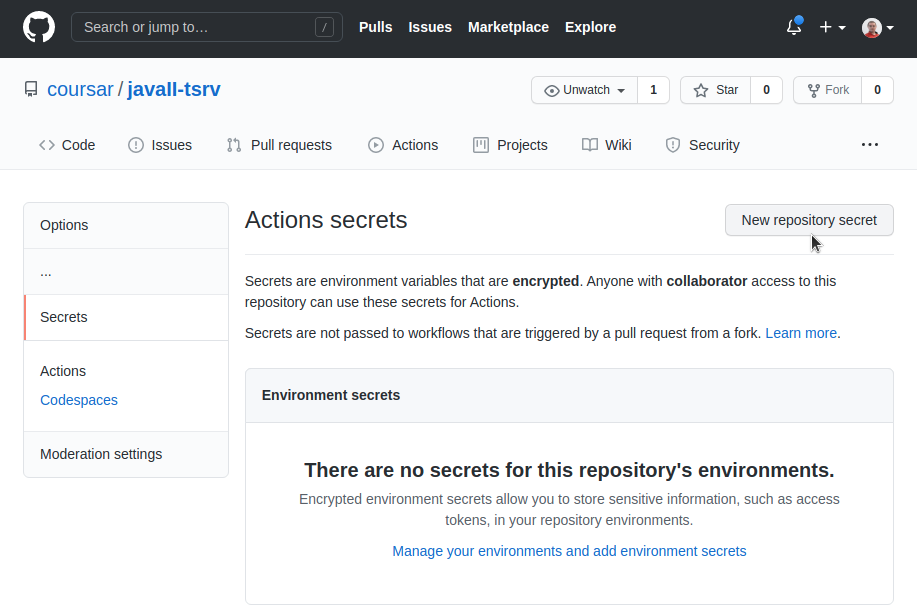 Search or jump to… /
Pulls Issues Marketplace Explore
coursar / javall-tsrv
Unwatch 1 Star 0 Fork 0
Code Issues Pull requests Actions Projects Wiki Security ...
Options
...
Secrets
Actions
Codespaces
Moderation settings
Actions secrets
New repository secret
Secrets are environment variables that are encrypted. Anyone with collaborator access to this
repository can use these secrets for Actions.
Secrets are not passed to workflows that are triggered by a pull request from a fork. Learn more.
Environment secrets
There are no secrets for this repository's environments.
Encrypted environment secrets allow you to store sensitive information, such as access
tokens, in your repository environments.
Manage your environments and add environment secrets